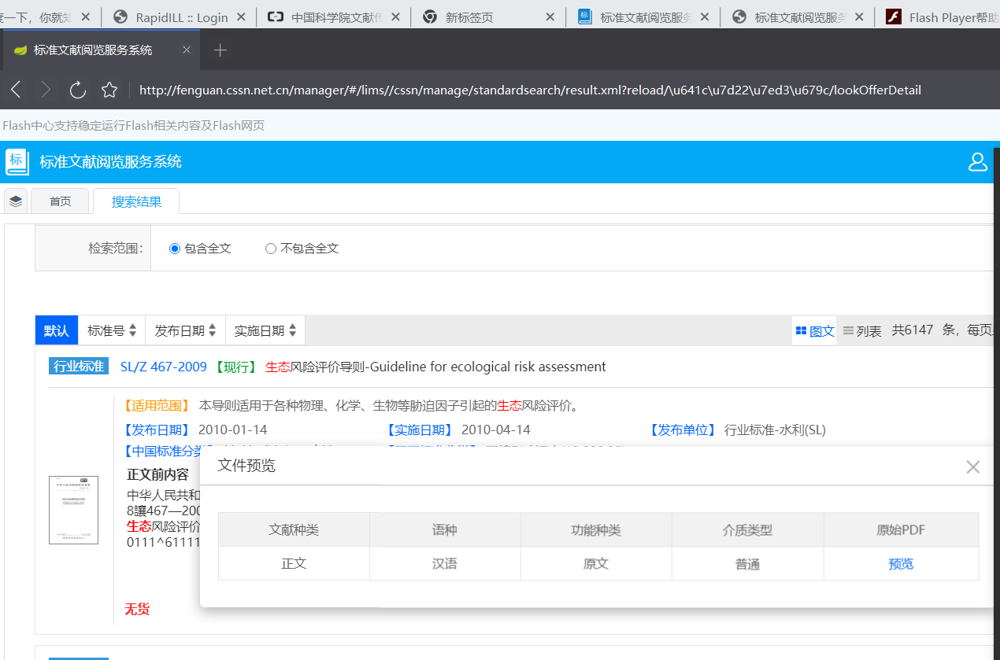 度一下，你就知
RapidILL :: Login
中国科学院文献传
新标签页
标准文献阅览服务
标准文献阅览服务
Flash Player帮助
标准文献阅览服务系统
http://fenguan.cssn.net.cn/manager/#/lims//cssn/manage/standardsearch/result.xml?reload/\u641c\u7d22\u7ed3\u679c/lookOfferDetail
Flash中心支持稳定运行Flash相关内容及Flash网页
标 标准文献阅览服务系统
首页 搜索结果
检索范围： 包含全文 不包含全文
默认 标准号 发布日期 实施日期 图文 列表 共6147 条，每页
行业标准 SL/Z 467-2009 【现行】 生态风险评价导则-Guideline for ecological risk assessment
【适用范围】 本导则适用于各种物理、化学、生物等胁迫因子引起的生态风险评价。
【发布日期】 2010-01-14 【实施日期】 2010-04-14 【发布单位】 行业标准-水利(SL)
【中国标准分类
文件预览
正文前内容
中华人民共和
8讓467—200
生态风险评价
0111^61111
文献种类 语种 功能种类 介质类型 原始PDF
正文 汉语 原文 普通 预览
无货